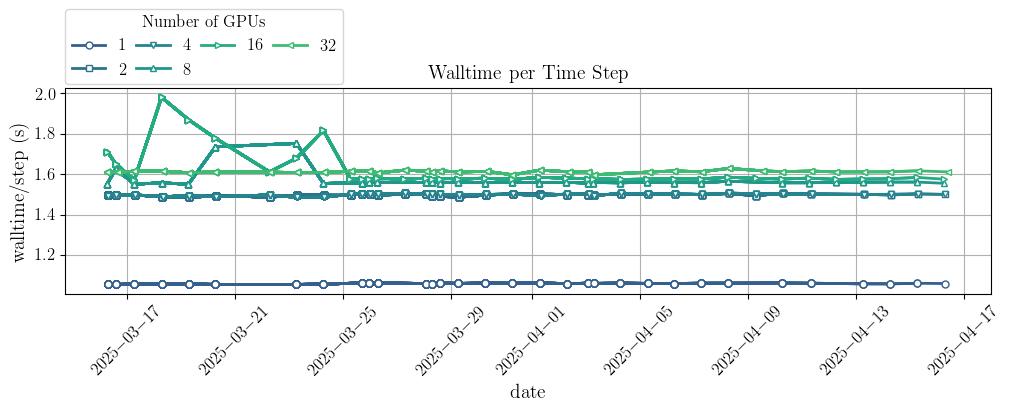 Number of GPUs
1 4 16 32
2 8
Walltime per Time Step
walltime/step (s)
2.0
1.8
1.6
1.4
1.2
2025−03−17 2025−03−21 2025−03−25 2025−03−29 2025−04−01 2025−04−05 2025−04−09 2025−04−13 2025−04−17
date